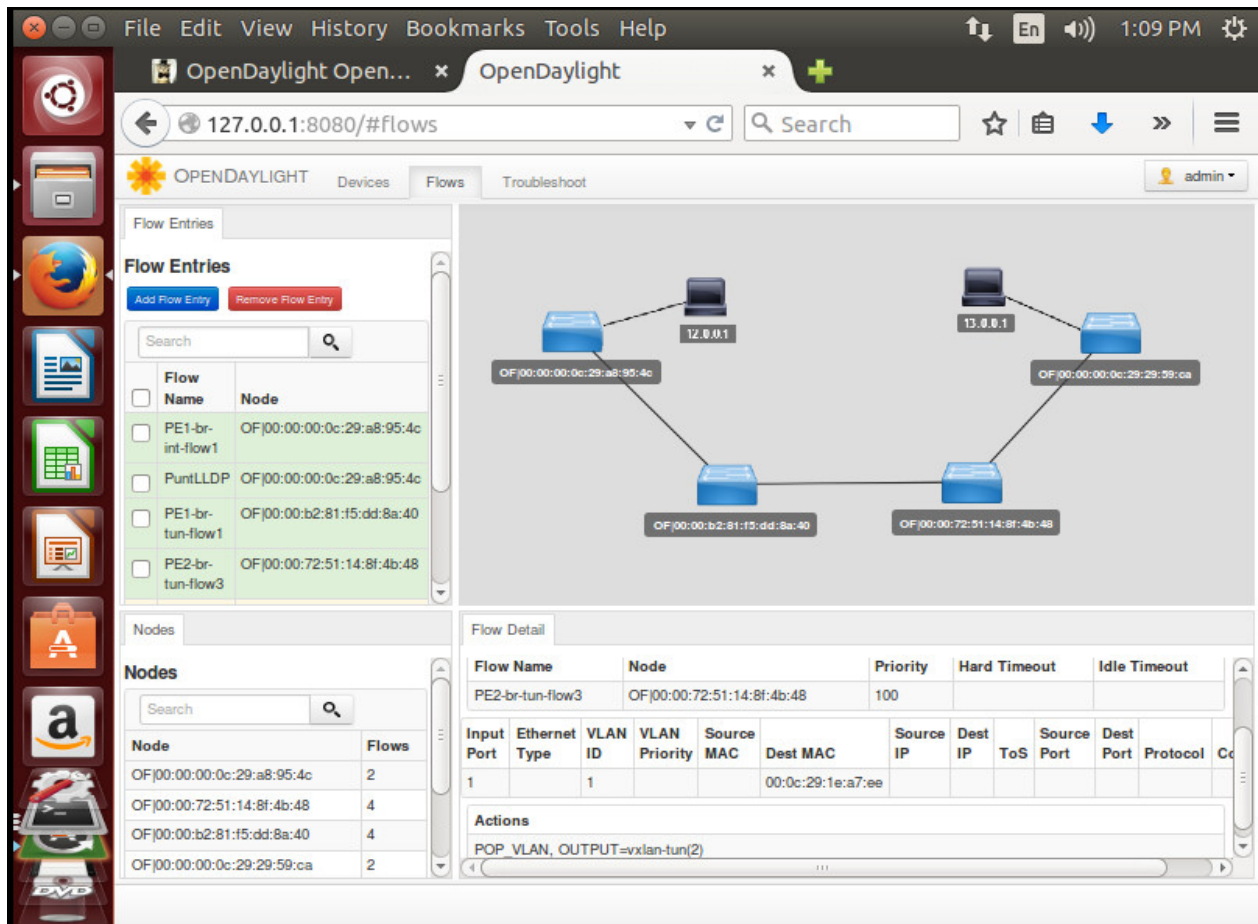 File Edit View History Bookmarks Tools Help
En 1:09 PM
OpenDaylight Open... × OpenDaylight ×
127.0.0.1:8080/#flows
Search
OPENDAYLIGHT Devices Flows Troubleshoot
admin
Flow Entries
Flow Entries
Add Flow Entry Remove Flow Entry
Search
Flow Name Node
PE1-br-int-flow1 OF|00:00:00:0c:29:a8:95:4c
PuntLLDP OF|00:00:00:0c:29:a8:95:4c
PE1-br-tun-flow1 OF|00:00:b2:81:f5:dd:8a:40
PE2-br-tun-flow3 OF|00:00:72:51:14:8f:4b:48
12.0.0.1
13.0.0.1
OF|00:00:00:0c:29:a8:95:4c
OF|00:00:00:0c:29:29:59:ca
OF|00:00:b2:81:f5:dd:8a:40
OF|00:00:72:51:14:8f:4b:48
Nodes
Nodes
Search
Node Flows
OF|00:00:00:0c:29:a8:95:4c 2
OF|00:00:72:51:14:8f:4b:48 4
OF|00:00:b2:81:f5:dd:8a:40 4
OF|00:00:00:0c:29:29:59:ca 2
Flow Detail
Flow Name Node Priority Hard Timeout Idle Timeout
PE2-br-tun-flow3 OF|00:00:72:51:14:8f:4b:48 100
Input Port Ethernet Type VLAN ID VLAN Priority Source MAC Dest MAC Source IP Dest IP ToS Source Port Dest Port Protocol
1 1 00:0c:29:1e:a7:ee
Actions
POP_VLAN, OUTPUT=vxlan-tun(2)
A
a
DVD